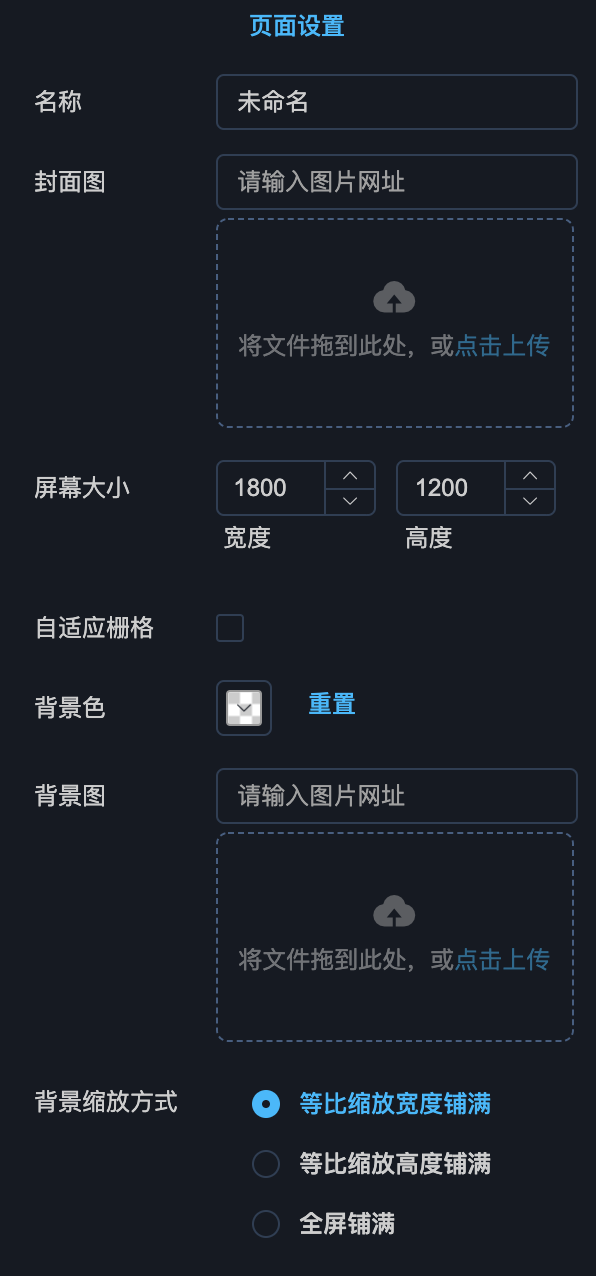 页面设置
名称
未命名
封面图
请输入图片网址
将文件拖到此处，或点击上传
屏幕大小
1800
1200
宽度
高度
自适应栅格
背景色
重置
背景图
请输入图片网址
将文件拖到此处，或点击上传
背景缩放方式
等比缩放宽度铺满
等比缩放高度铺满
全屏铺满